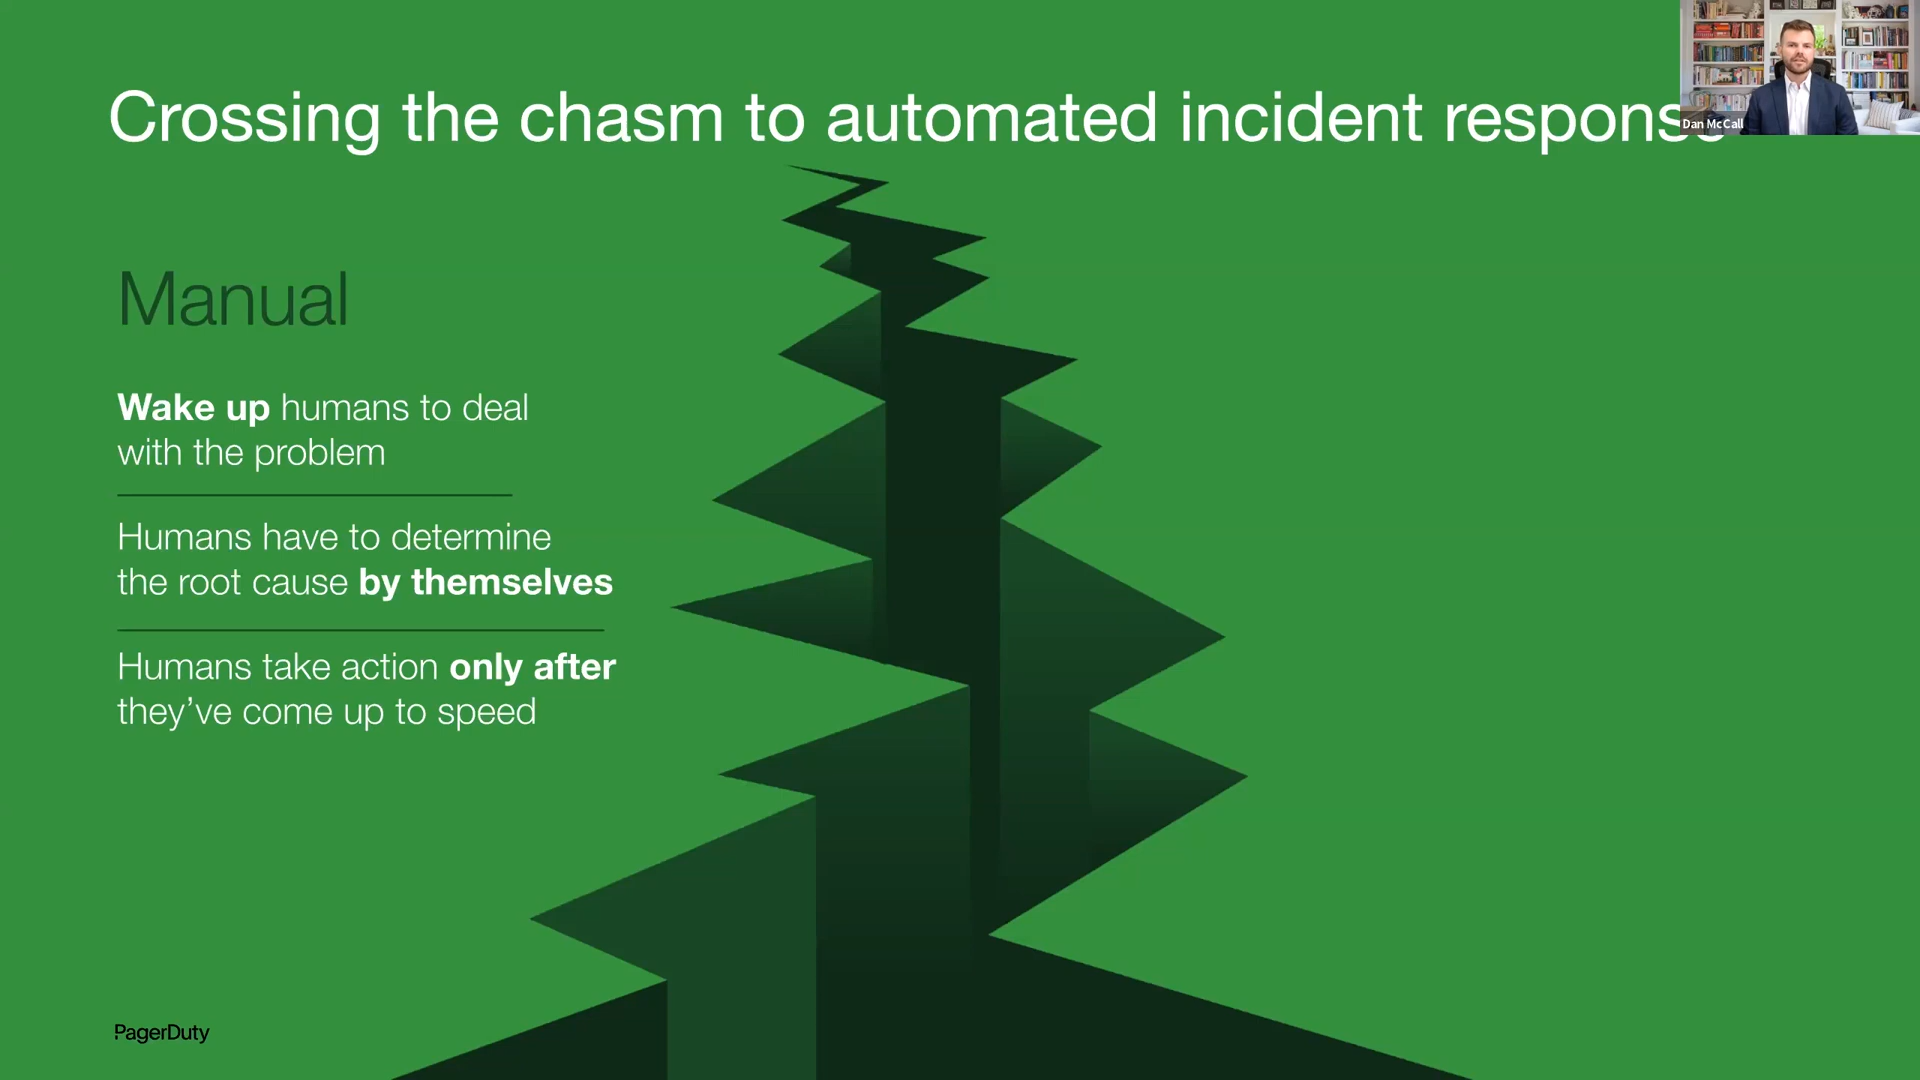 Crossing the chasm to automated incident response
Dan McCall
Manual
Wake up humans to deal
with the problem
Humans have to determine
the root cause by themselves
Humans take action only after
they’ve come up to speed
PagerDuty